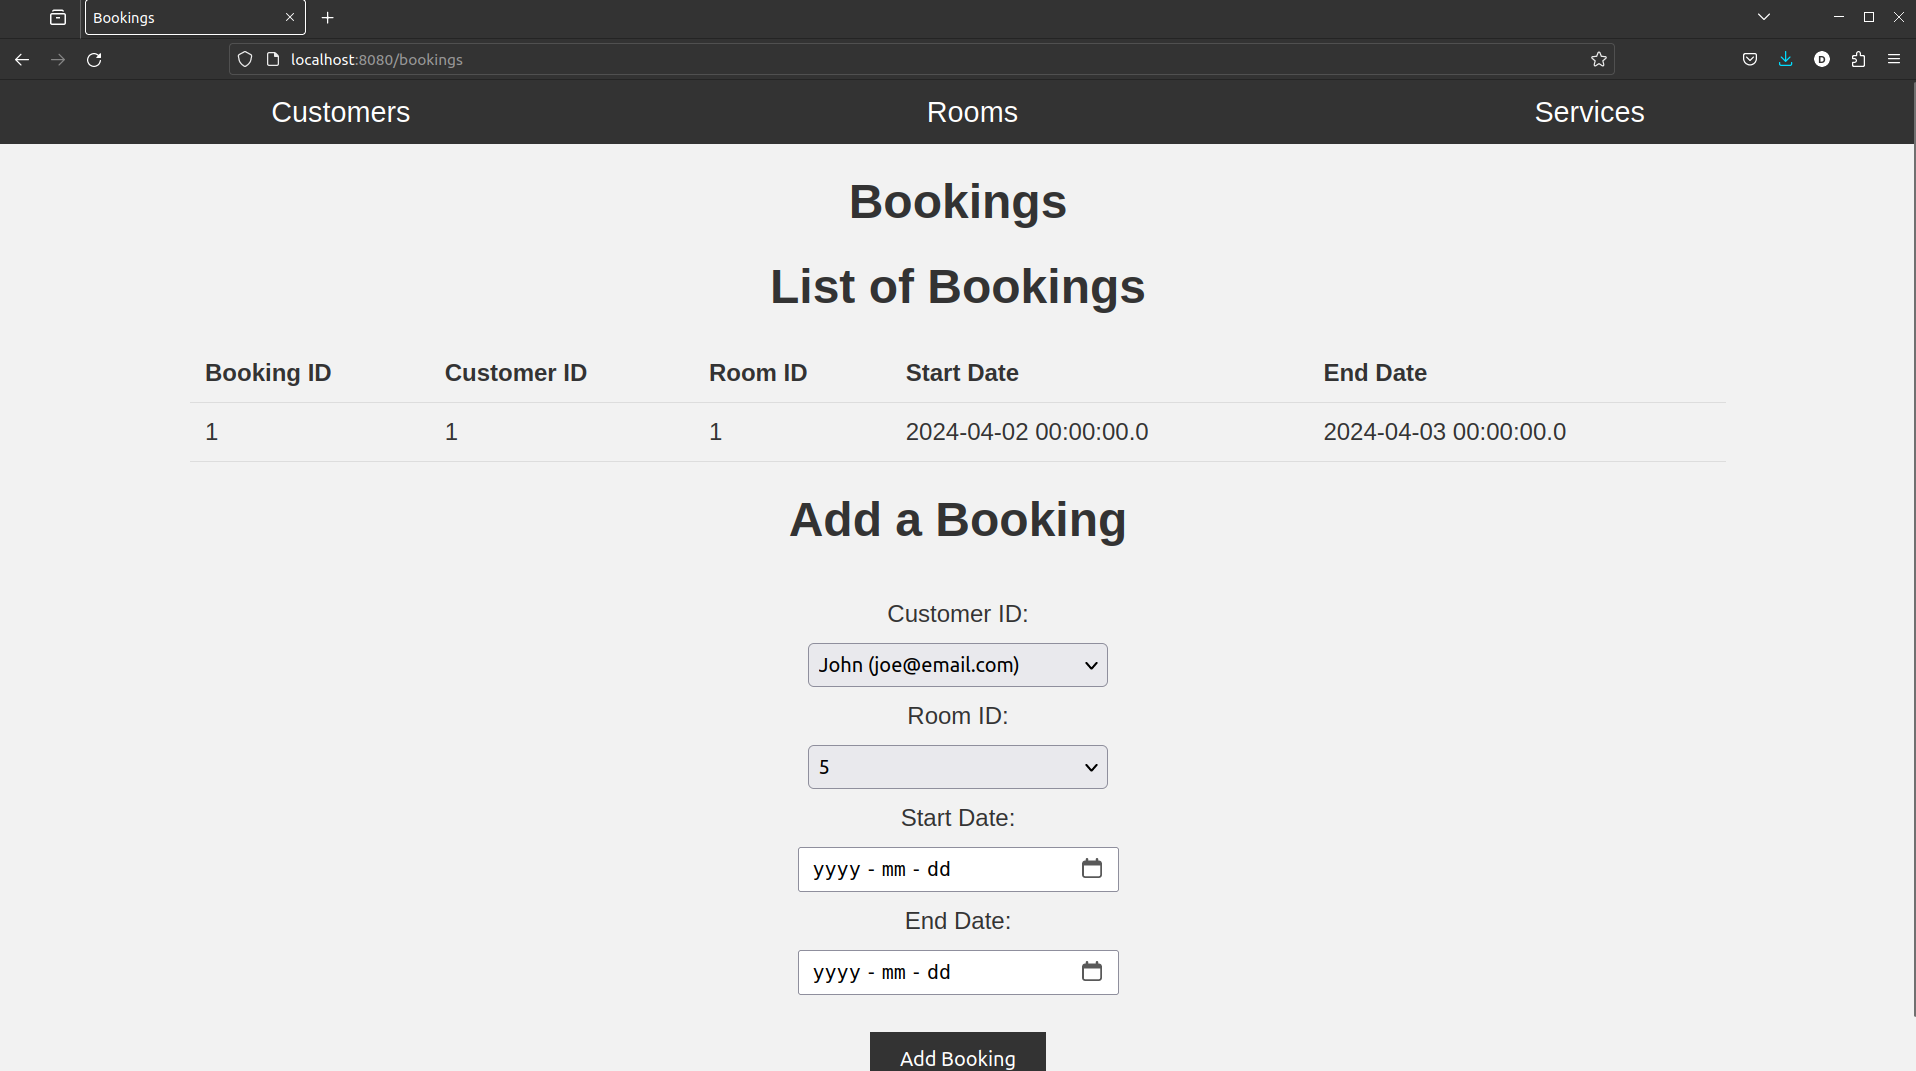 Bookings
localhost:8080/bookings
D
Customers Rooms Services
Bookings
List of Bookings
Booking ID Customer ID Room ID Start Date End Date
1 1 1 2024-04-02 00:00:00.0 2024-04-03 00:00:00.0
Add a Booking
Customer ID:
John (joe@email.com)
Room ID:
5
Start Date:
yyyy - mm - dd
End Date:
yyyy - mm - dd
Add Booking